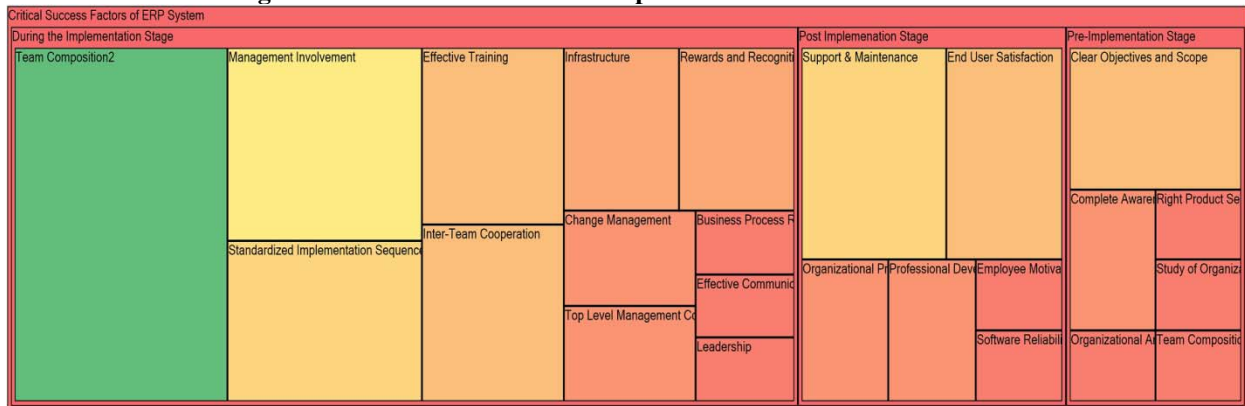 Critical Success Factors of ERP System
During the Implementation Stage
Post Implemenation Stage
Pre-Implementation Stage
Team Composition2
Management Involvement
Effective Training
Infrastructure
Rewards and Recogniti
Support & Maintenance
End User Satisfaction
Clear Objectives and Scope
Complete Awarer
Right Product Se
Change Management
Business Process R
Inter-Team Cooperation
Standardized Implementation Sequence
Organizational Pr
Professional Dev
Employee Motiva
Study of Organiza
Effective Communic
Top Level Management Co
Leadership
Software Reliabili
Organizational Ar
Team Compositio